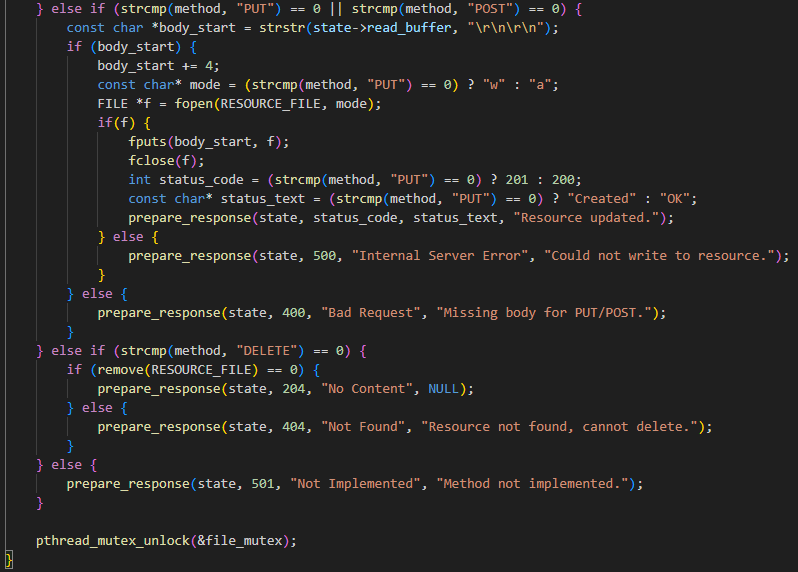 } else if (strcmp(method, "PUT") == 0 || strcmp(method, "POST") == 0) {
    const char *body_start = strstr(state->read_buffer, "\r\n\r\n");
    if (body_start) {
        body_start += 4;
        const char* mode = (strcmp(method, "PUT") == 0) ? "w" : "a";
        FILE *f = fopen(RESOURCE_FILE, mode);
        if(f) {
            fputs(body_start, f);
            fclose(f);
            int status_code = (strcmp(method, "PUT") == 0) ? 201 : 200;
            const char* status_text = (strcmp(method, "PUT") == 0) ? "Created" : "OK";
            prepare_response(state, status_code, status_text, "Resource updated.");
        } else {
            prepare_response(state, 500, "Internal Server Error", "Could not write to resource.");
        }
    } else {
        prepare_response(state, 400, "Bad Request", "Missing body for PUT/POST.");
    }
} else if (strcmp(method, "DELETE") == 0) {
    if (remove(RESOURCE_FILE) == 0) {
        prepare_response(state, 204, "No Content", NULL);
    } else {
        prepare_response(state, 404, "Not Found", "Resource not found, cannot delete.");
    }
} else {
    prepare_response(state, 501, "Not Implemented", "Method not implemented.");
}

pthread_mutex_unlock(&file_mutex);
}